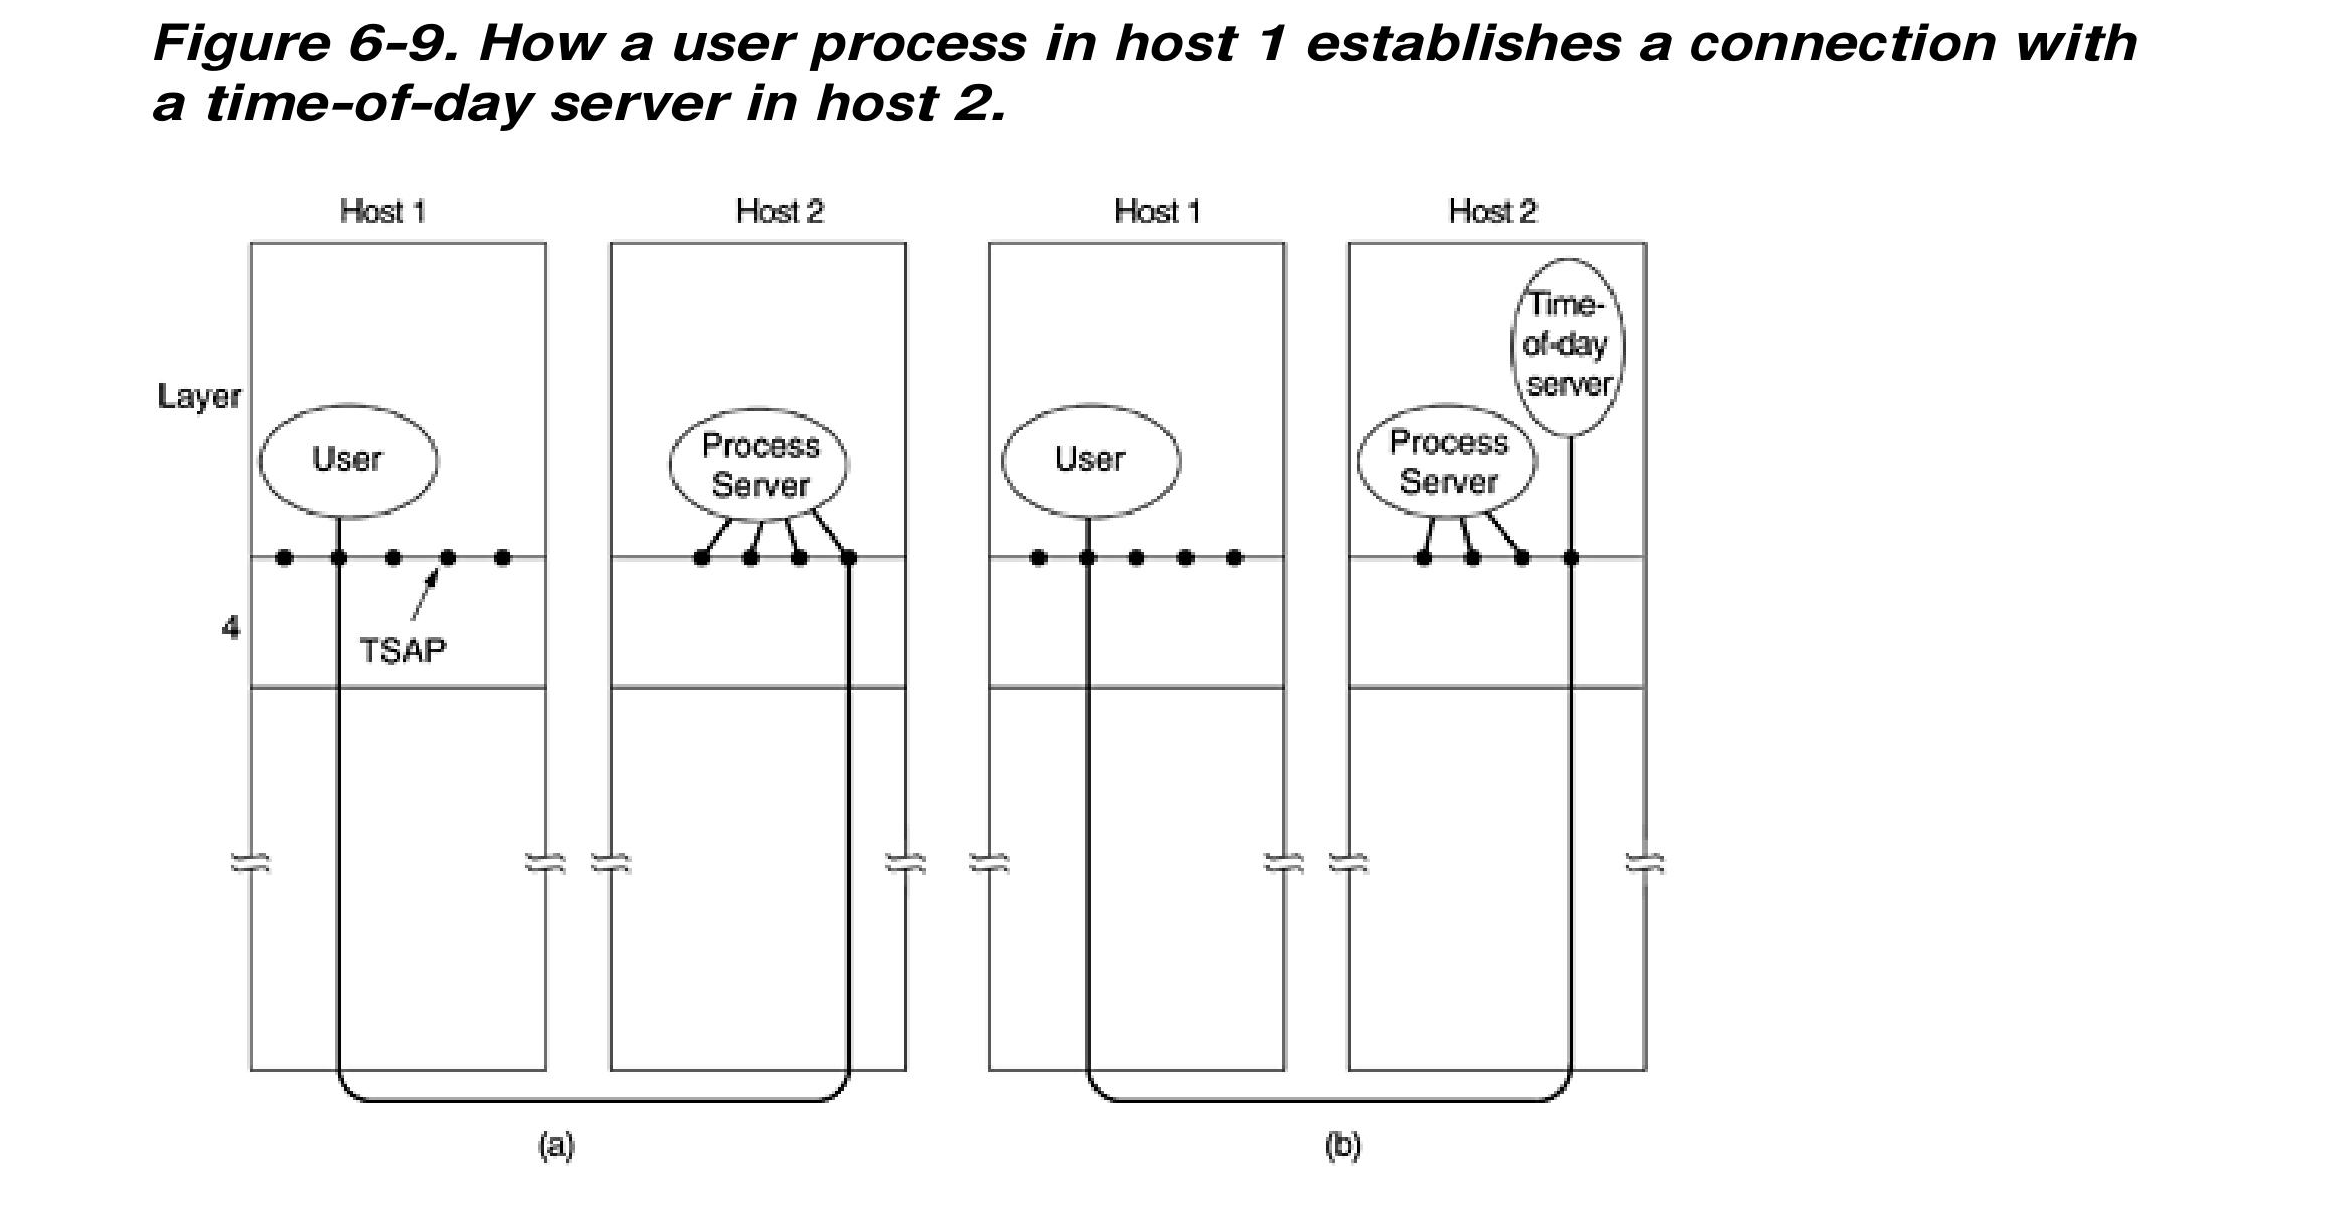 Figure 6-9. How a user process in host 1 establishes a connection with
a time-of-day server in host 2.
Host 1
Host 2
Host 1
Host 2
Layer
4
User
TSAP
Process
Server
User
Process
Server
Time-
of-day
server
(a)
(b)